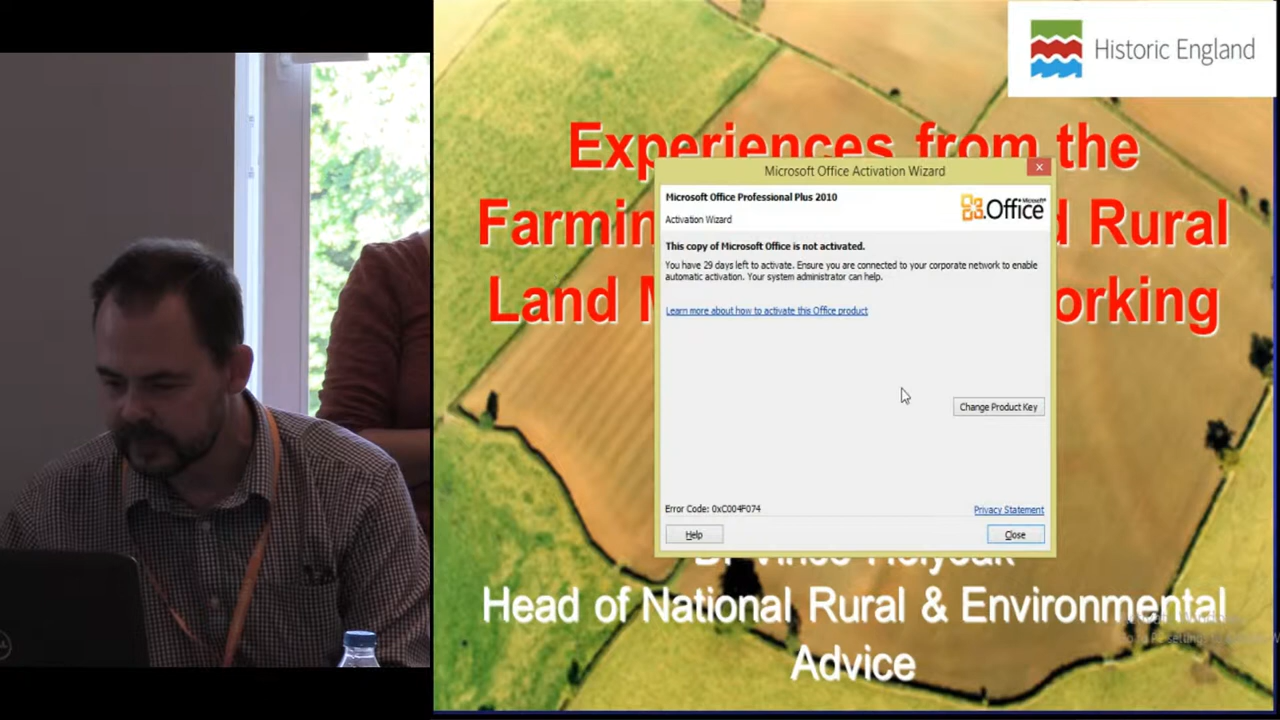 Historic England
Experiences from the
Microsoft Office Activation Wizard
Microsoft Office Professional Plus 2010
Microsoft
Office
Activation Wizard
Rural
This copy of Microsoft Office is not activated.
You have 29 days left to activate. Ensure you are connected to your corporate network to enable
automatic activation. Your system administrator can help.
Land
Learn more about how to activate this Office product
Change Product Key
Error Code: 0xC004F074
Privacy Statement
Help
Close
Head of National Rural & Environmental
Advice